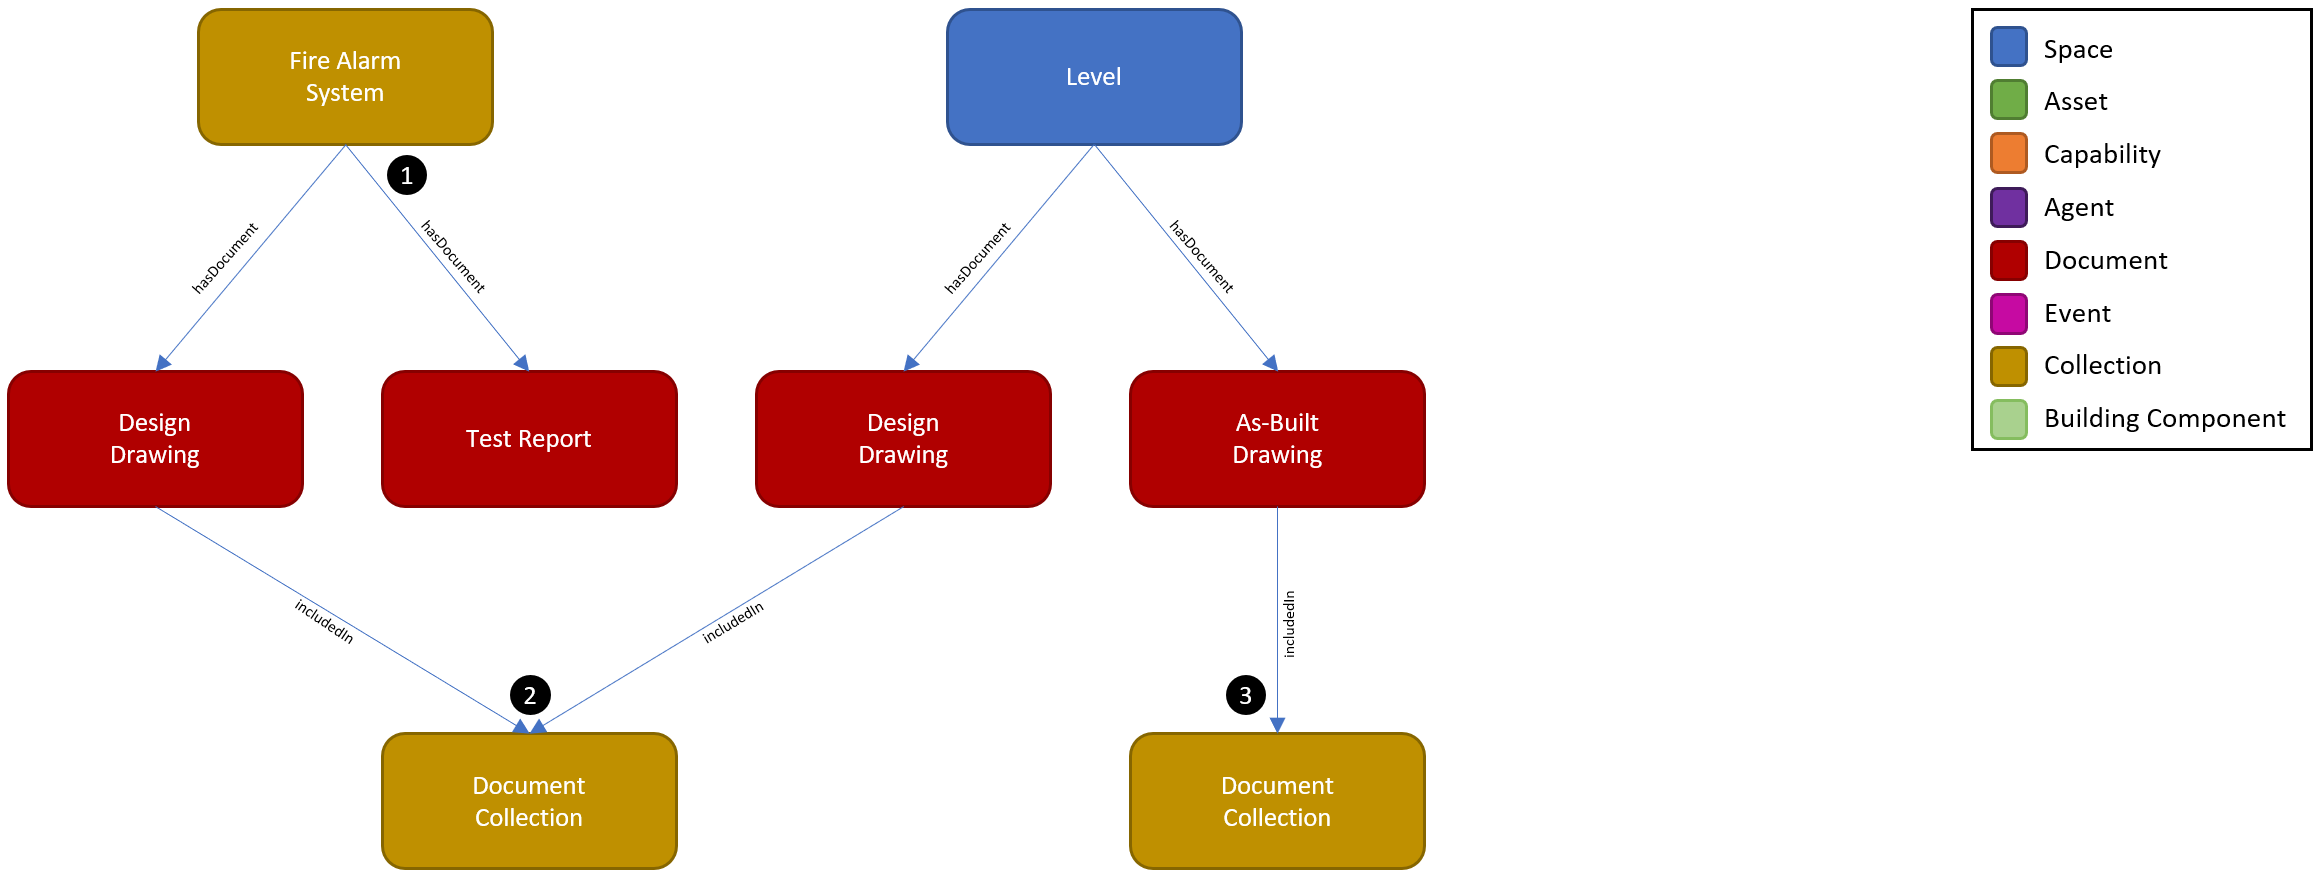 Fire Alarm
System
Level
1
hasDocument
hasDocument
hasDocument
hasDocument
Design
Drawing
Test Report
Design
Drawing
As-Built
Drawing
includedIn
includedIn
includedIn
2
3
Document
Collection
Document
Collection
Space
Asset
Capability
Agent
Document
Event
Collection
Building Component